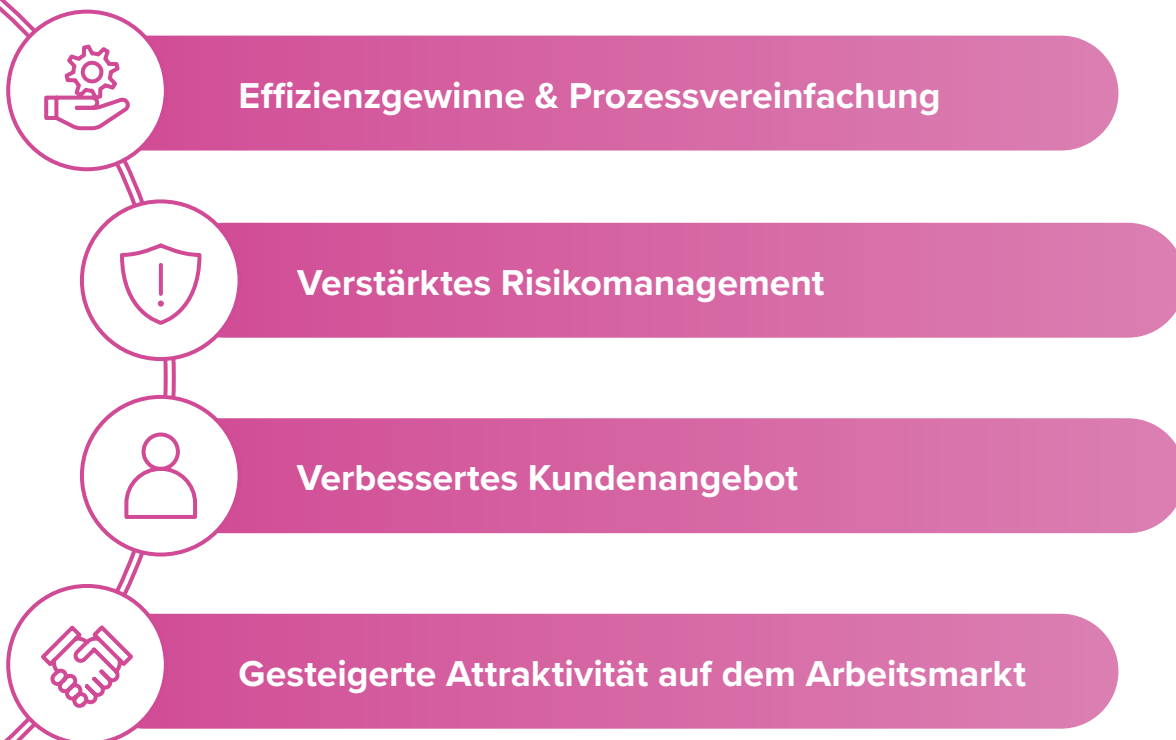 Effizienzgewinne & Prozessvereinfachung
Verstärktes Risikomanagement
Verbessertes Kundenangebot
Gesteigerte Attraktivität auf dem Arbeitsmarkt